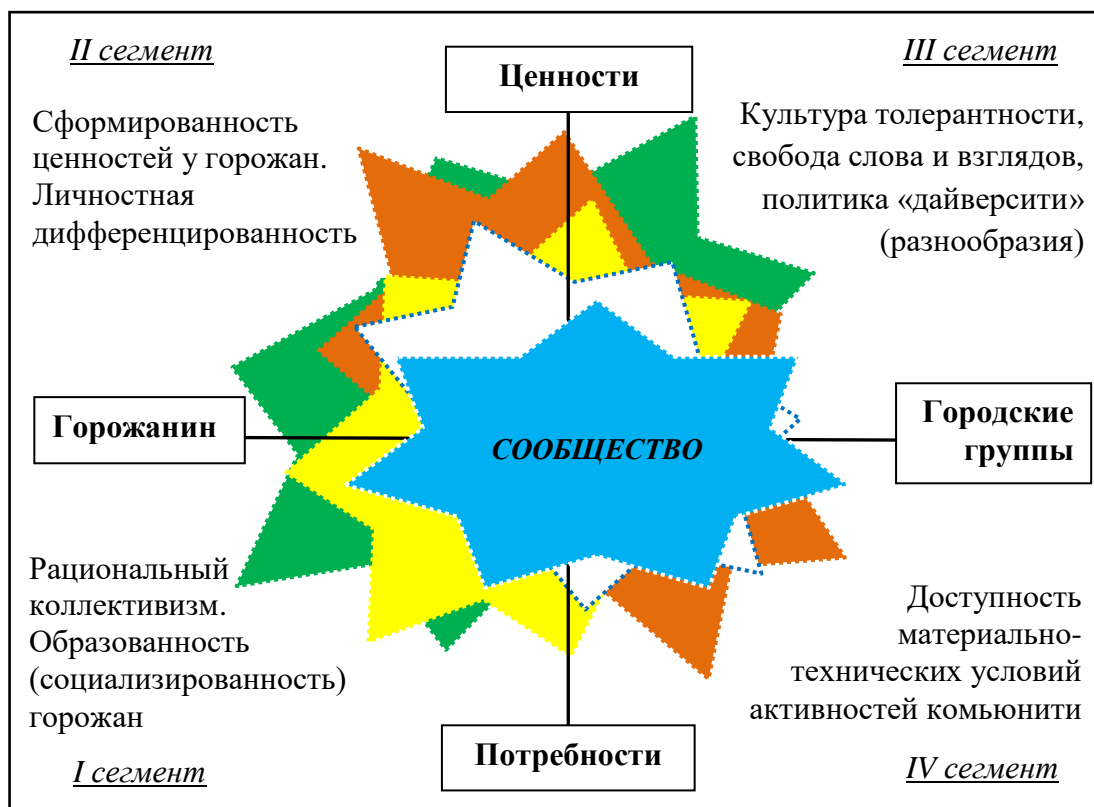 II сегмент
Ценности
III сегмент
Сформированность
ценностей у горожан.
Личностная
дифференцированность
Культура толерантности,
свобода слова и взглядов,
политика «дайверсити»
(разнообразия)
Горожанин
СООБЩЕСТВО
Городские
группы
Рациональный
коллективизм.
Образованность
(социализированность)
горожан
Доступность
материально-
технических условий
активностей комьюнити
I сегмент
Потребности
IV сегмент